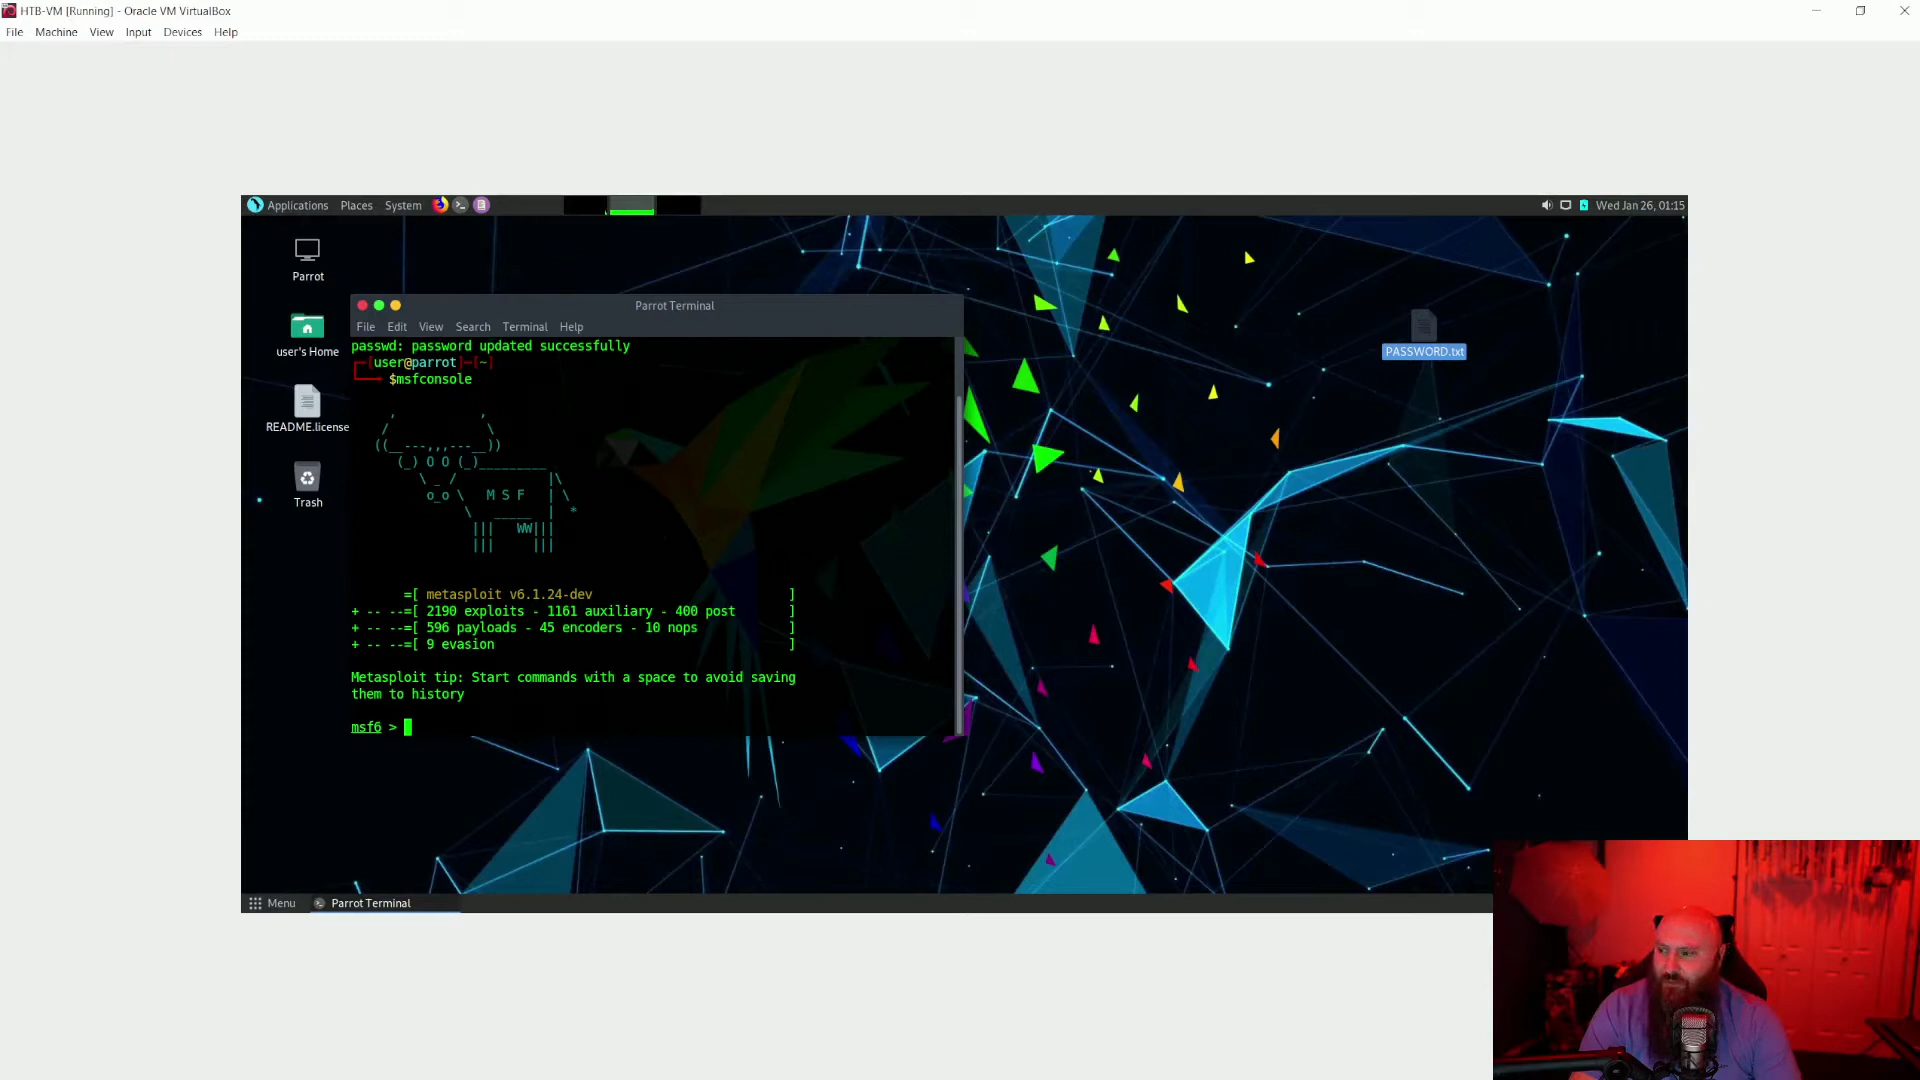 HTB-VM [Running] - Oracle VM VirtualBox
File Machine View Input Devices Help
Applications Places System
Wed Jan 26, 01:15
Parrot
user's Home
README.license
Trash
PASSWORD.txt
Parrot Terminal
File Edit View Search Terminal Help
passwd: password updated successfully
┌─[user@parrot]─[~]
└──╼ $msfconsole
M S F
WW
=[ metasploit v6.1.24-dev ]
+ -- --=[ 2190 exploits - 1161 auxiliary - 400 post ]
+ -- --=[ 596 payloads - 45 encoders - 10 nops ]
+ -- --=[ 9 evasion ]
Metasploit tip: Start commands with a space to avoid saving
them to history
msf6 >
Menu Parrot Terminal